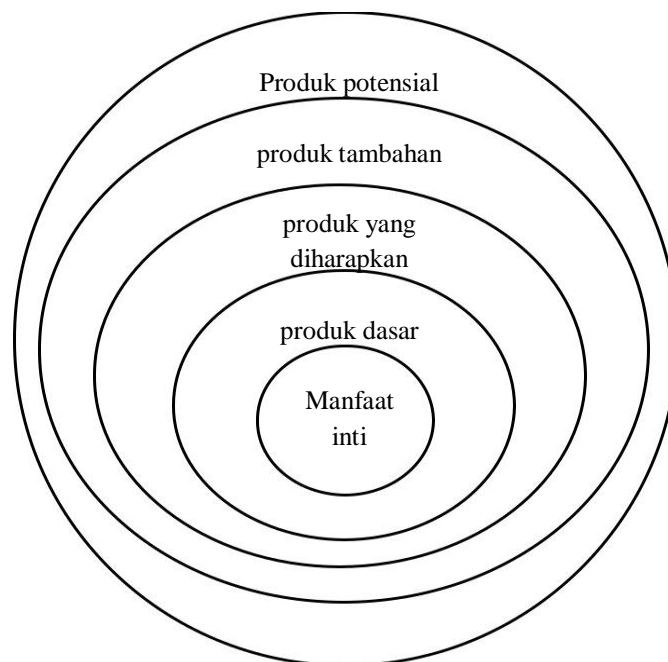 Produk potensial
produk tambahan
produk yang
diharapkan
produk dasar
Manfaat
inti